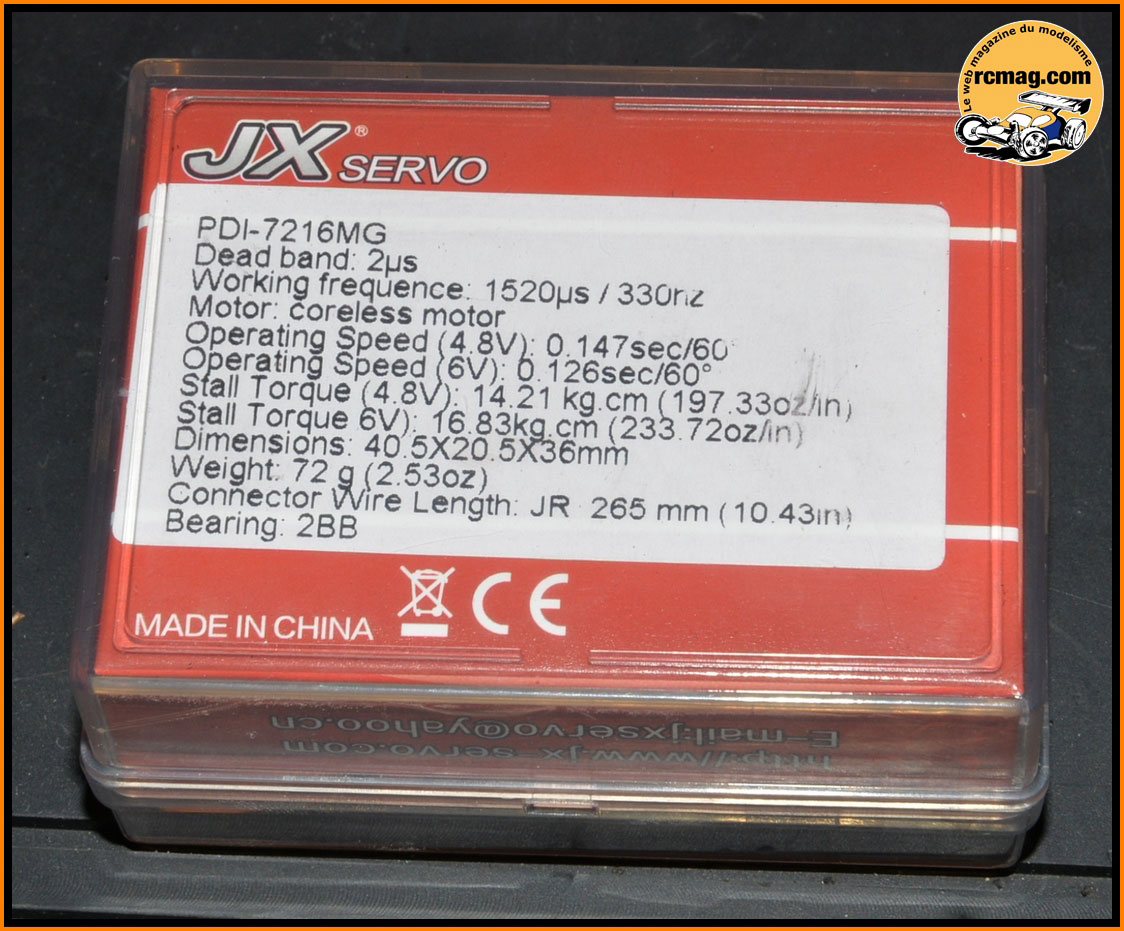 Le web magazine du modelisme
rcmag.com
JX® SERVO
PDI-7216MG
Dead band: 2µs
Working frequence: 1520µs / 330hz
Motor: coreless motor
Operating Speed (4.8V): 0.147sec/60°
Operating Speed (6V): 0.126sec/60°
Stall Torque (4.8V): 14.21 kg.cm (197.33oz/in)
Stall Torque 6V): 16.83kg.cm (233.72oz/in)
Dimensions: 40.5X20.5X36mm
Weight: 72 g (2.53oz)
Connector Wire Length: JR 265 mm (10.43in)
Bearing: 2BB
MADE IN CHINA
CE
E-mail:jxservo@yahoo.cn
http://www.jx-servo.com